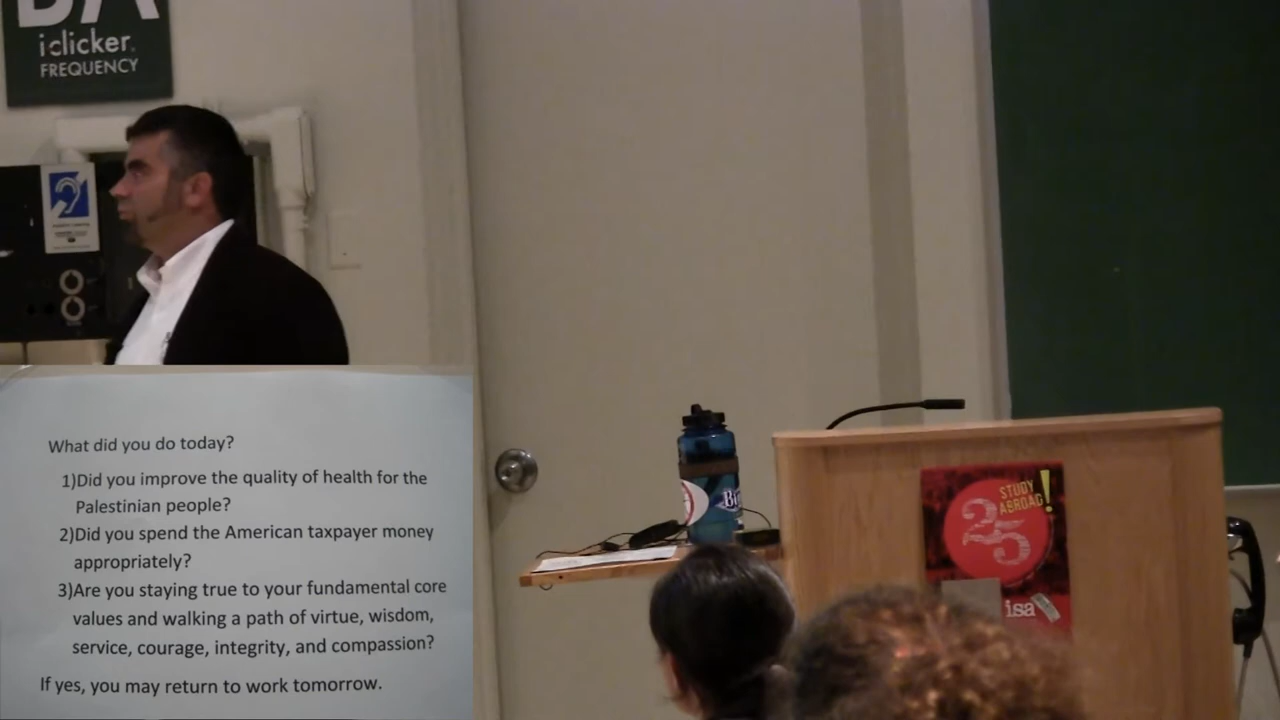 iclicker
FREQUENCY
What did you do today?
1)Did you improve the quality of health for the
Palestinian people?
2)Did you spend the American taxpayer money
appropriately?
3)Are you staying true to your fundamental core
values and walking a path of virtue, wisdom,
service, courage, integrity, and compassion?
If yes, you may return to work tomorrow.
STUDY
ABROAD!
25
isa